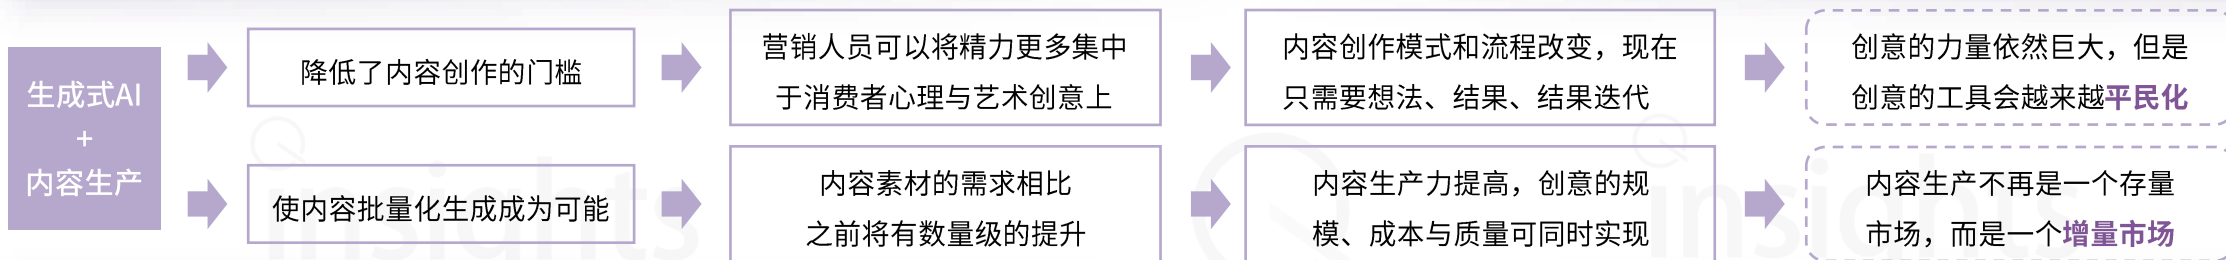 生成式AI
+
内容生产
降低了内容创作的门槛
营销人员可以将精力更多集中
于消费者心理与艺术创意上
内容创作模式和流程改变，现在
只需要想法、结果、结果迭代
创意的力量依然巨大，但是
创意的工具会越来越平民化
使内容批量化生成成为可能
内容素材的需求相比
之前将有数量级的提升
内容生产力提高，创意的规
模、成本与质量可同时实现
内容生产不再是一个存量
市场，而是一个增量市场
insights
insights